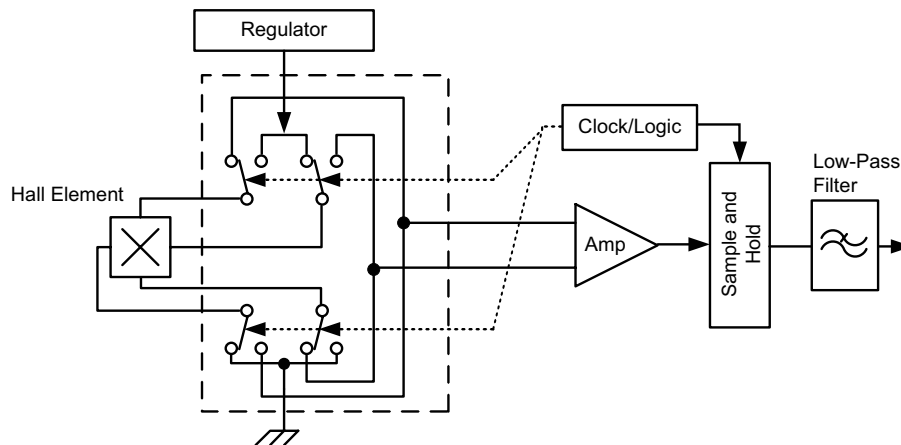 Regulator
Clock/Logic
Low-Pass
Filter
Hall Element
Amp
Sample and
Hold